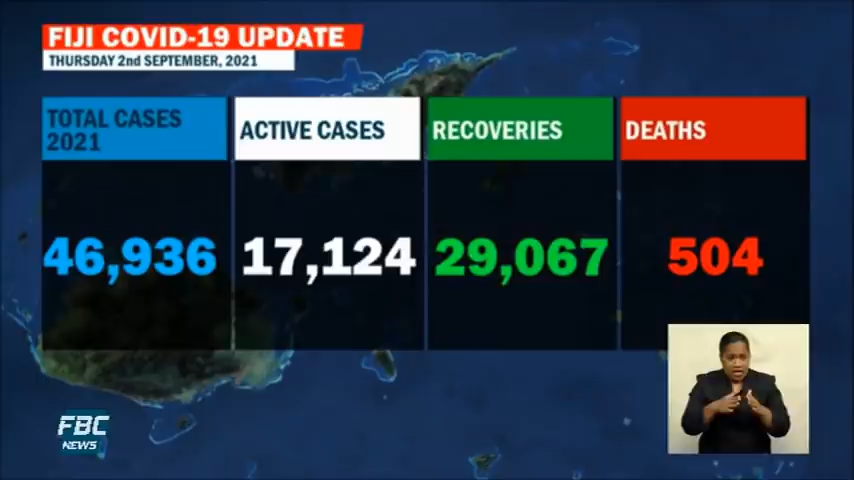 FIJI COVID-19 UPDATE
THURSDAY 2nd SEPTEMBER, 2021
TOTAL CASES
2021
ACTIVE CASES
RECOVERIES
DEATHS
46,936
17,124
29,067
504
FBC
NEWS